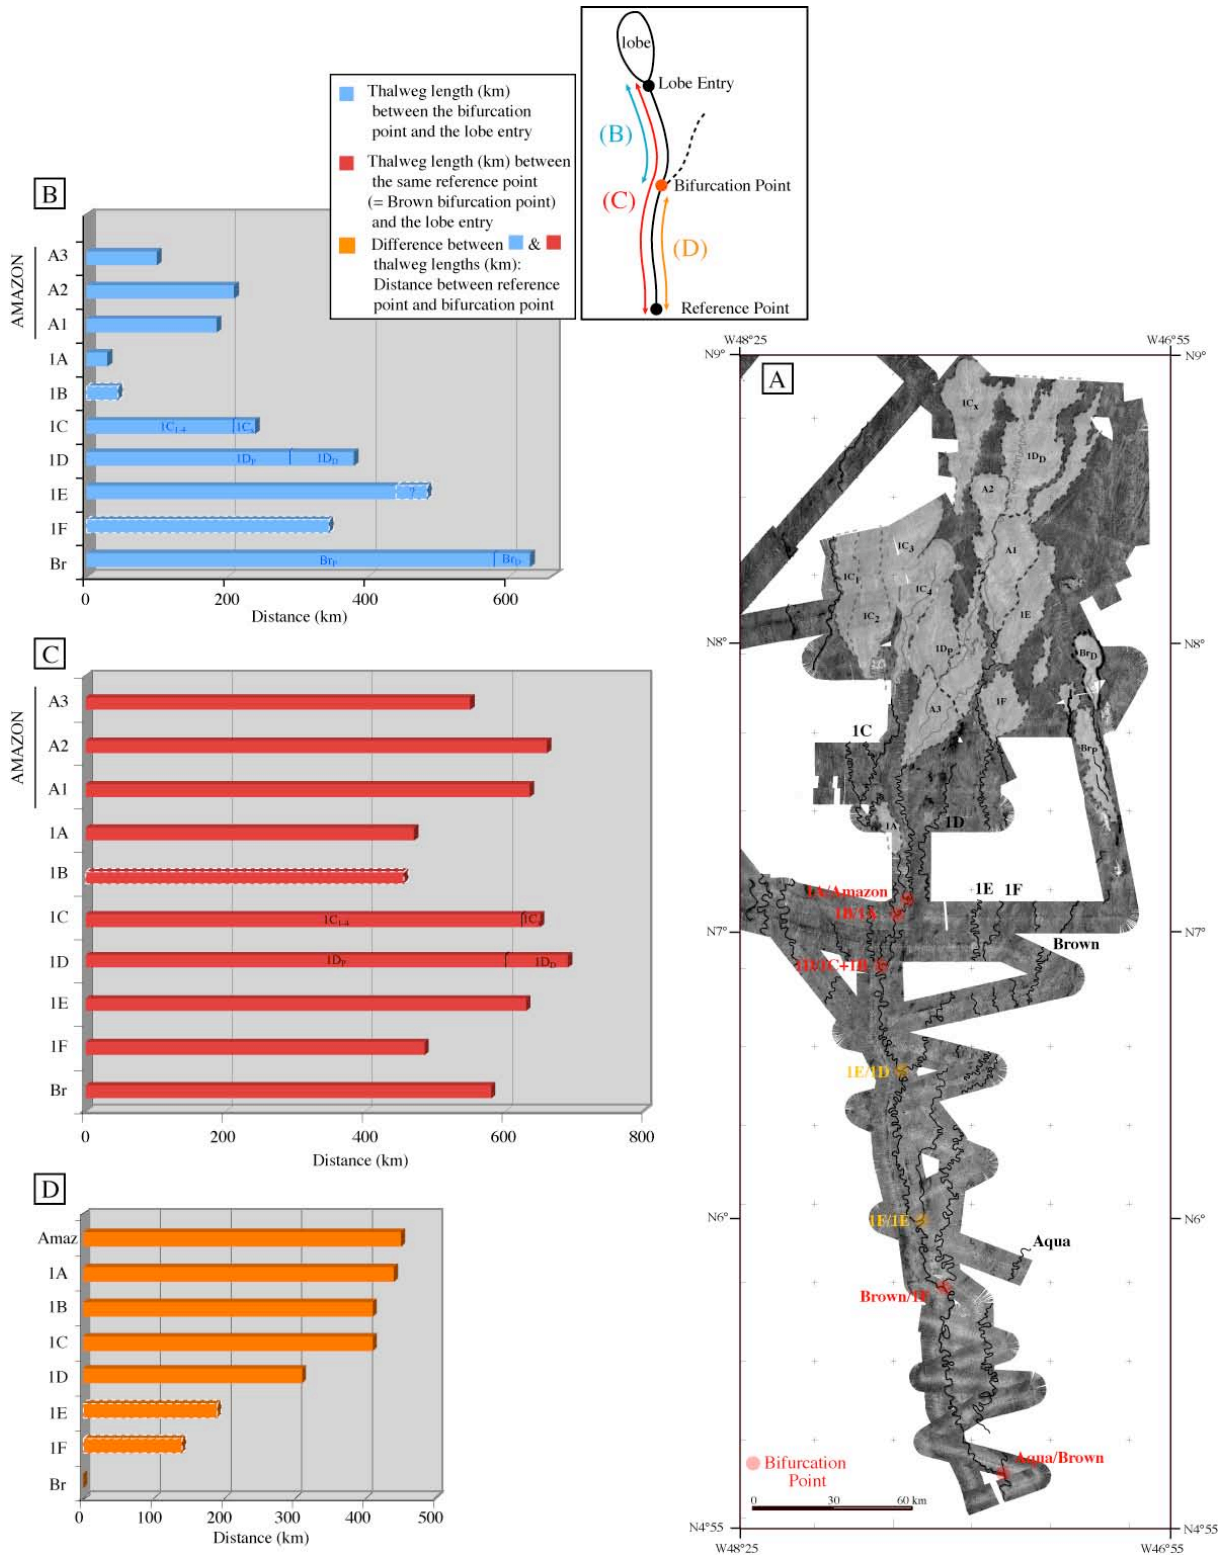 lobe
Lobe Entry
(B)
Bifurcation Point
(C)
(D)
Reference Point
Thalweg length (km)
between the bifurcation
point and the lobe entry
Thalweg length (km) between
the same reference point
(= Brown bifurcation point)
and the lobe entry
Difference between & 
thalweg lengths (km):
Distance between reference
point and bifurcation point
B
AMAZON
A3
A2
A1
1A
1B
1C 1C1-4 1Cx
1D 1DP 1DD
1E ?
1F
Br BrP BrD
0 200 400 600
Distance (km)
C
AMAZON
A3
A2
A1
1A
1B
1C 1C1-4 1C
1D 1DP 1DD
1E
1F
Br
0 200 400 600 800
Distance (km)
D
Amaz
1A
1B
1C
1D
1E
1F
Br
0 100 200 300 400 500
Distance (km)
W48°25 W46°55
N9° N9°
A
1CX
1DD
A2
1C3 A1
1C1
1C4
1C2 1E
N8° N8°
1DP BrD
A3 1F
1C BrP
1A 1D
1A/Amazon 1E 1F
1B/1A
N7° N7°
Brown
1D/1C+1B
1E/1D
N6° 1F/1E N6°
Aqua
Brown/1F
Aqua/Brown
Bifurcation
Point
0 30 60 km
N4°55 N4°55
W48°25 W46°55